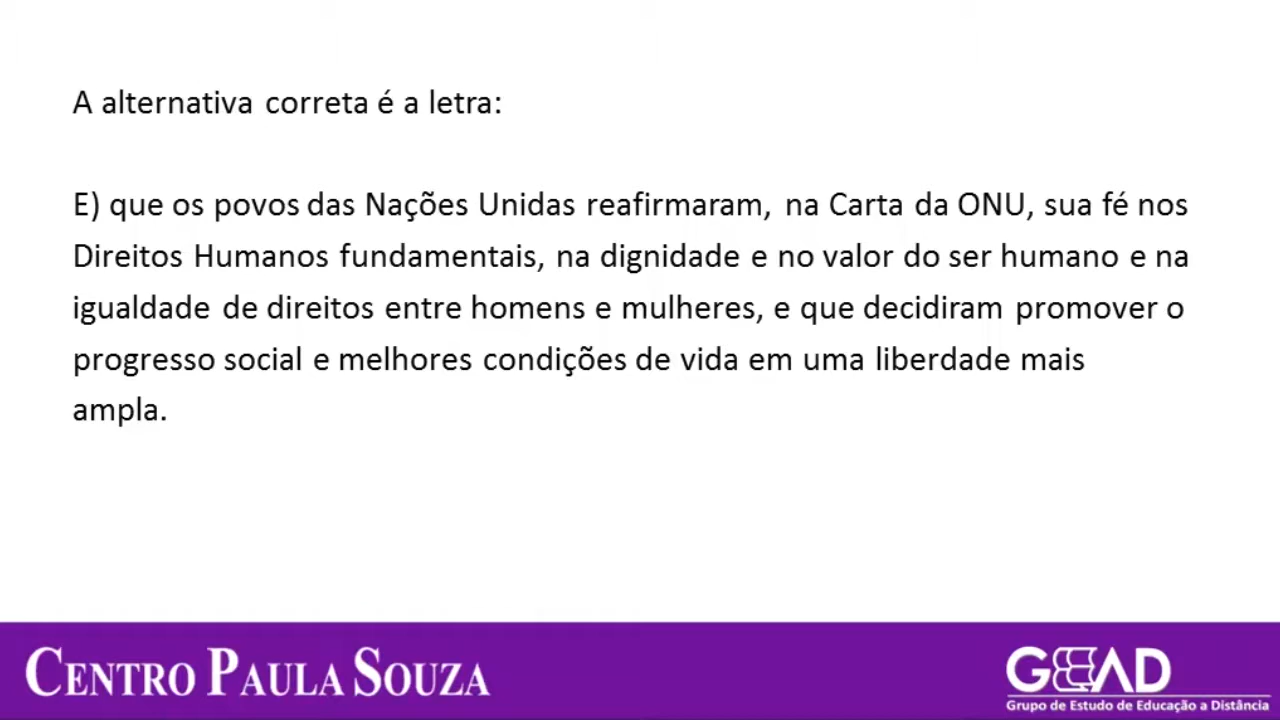 A alternativa correta é a letra:
E) que os povos das Nações Unidas reafirmaram, na Carta da ONU, sua fé nos
Direitos Humanos fundamentais, na dignidade e no valor do ser humano e na
igualdade de direitos entre homens e mulheres, e que decidiram promover o
progresso social e melhores condições de vida em uma liberdade mais
ampla.
CENTRO PAULA SOUZA
GEAD
Grupo de Estudo de Educação a Distância